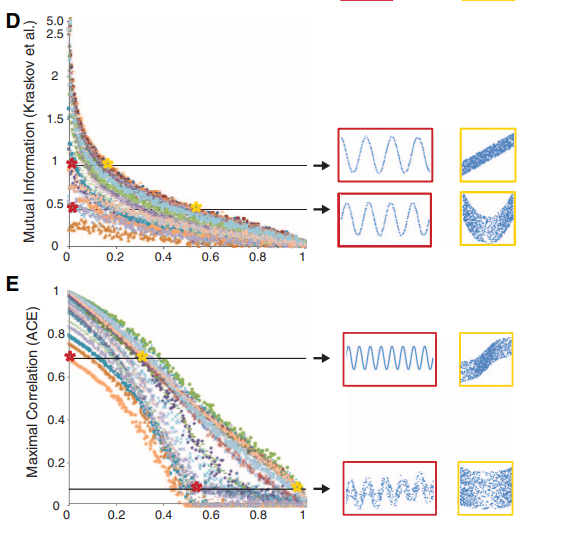 D
Mutual Information (Kraskov et al.)
5.0
2.5
2
1.5
1
0.5
0
0 0.2 0.4 0.6 0.8 1
E
Maximal Correlation (ACE)
1
0.8
0.6
0.4
0.2
0
0 0.2 0.4 0.6 0.8 1